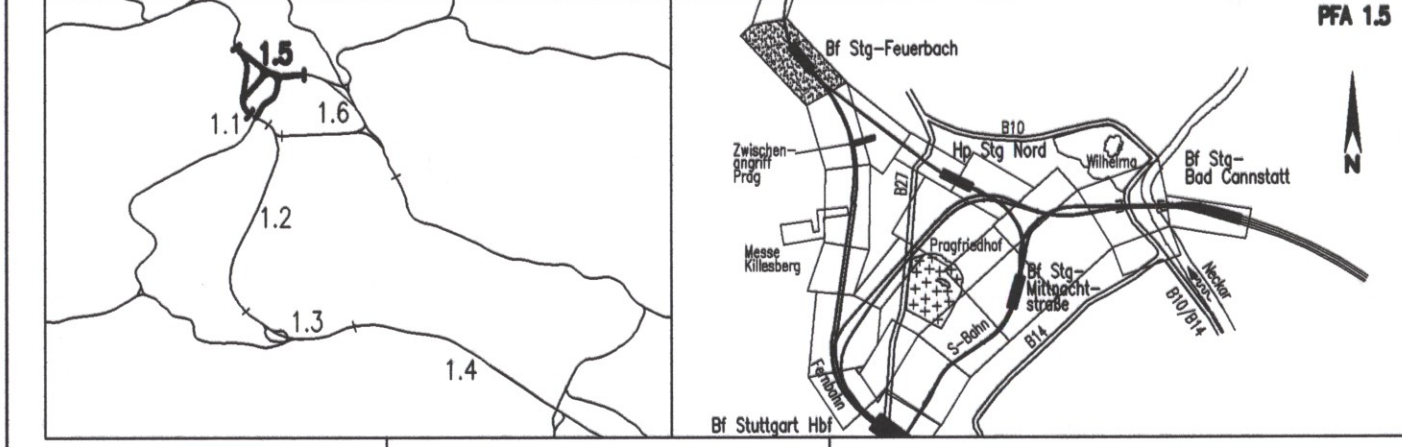 1.5
1.1
1.6
1.2
1.3
1.4
PFA 1.5
Bf Stg-Feuerbach
Zwischen-
angriff
Prag
B10
Hp Stg Nord
Wilhelma
Bf Stg-
Bad Cannstatt
N
B27
Messe
Killesberg
Pragfriedhof
Bf Stg-
Mittnacht-
straße
Neckar
B10/B14
S-Bahn
B14
Fernbahn
Bf Stuttgart Hbf